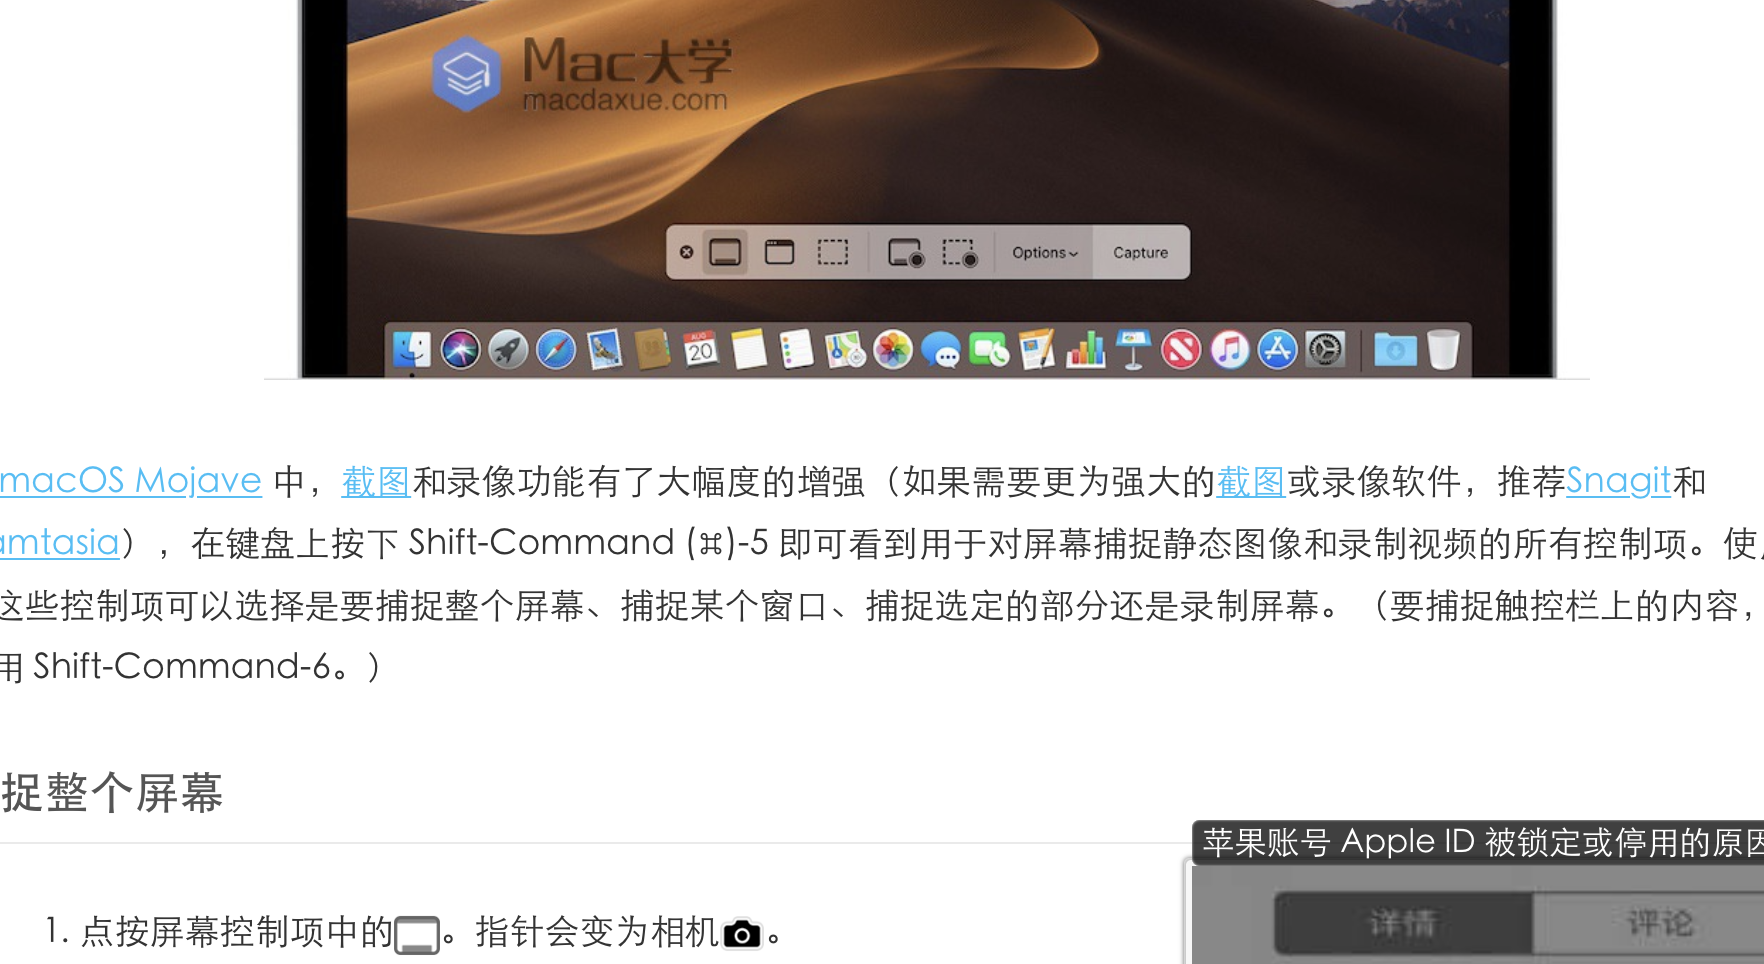 Mac大学
macdaxue.com
Options
Capture
AUG
20
macOS Mojave 中，截图和录像功能有了大幅度的增强（如果需要更为强大的截图或录像软件，推荐Snagit和
amtasia），在键盘上按下 Shift-Command (⌘)-5 即可看到用于对屏幕捕捉静态图像和录制视频的所有控制项。使
这些控制项可以选择是要捕捉整个屏幕、捕捉某个窗口、捕捉选定的部分还是录制屏幕。（要捕捉触控栏上的内容，
用 Shift-Command-6。）
捉整个屏幕
苹果账号 Apple ID 被锁定或停用的原因
1. 点按屏幕控制项中的。指针会变为相机。
详情
评论